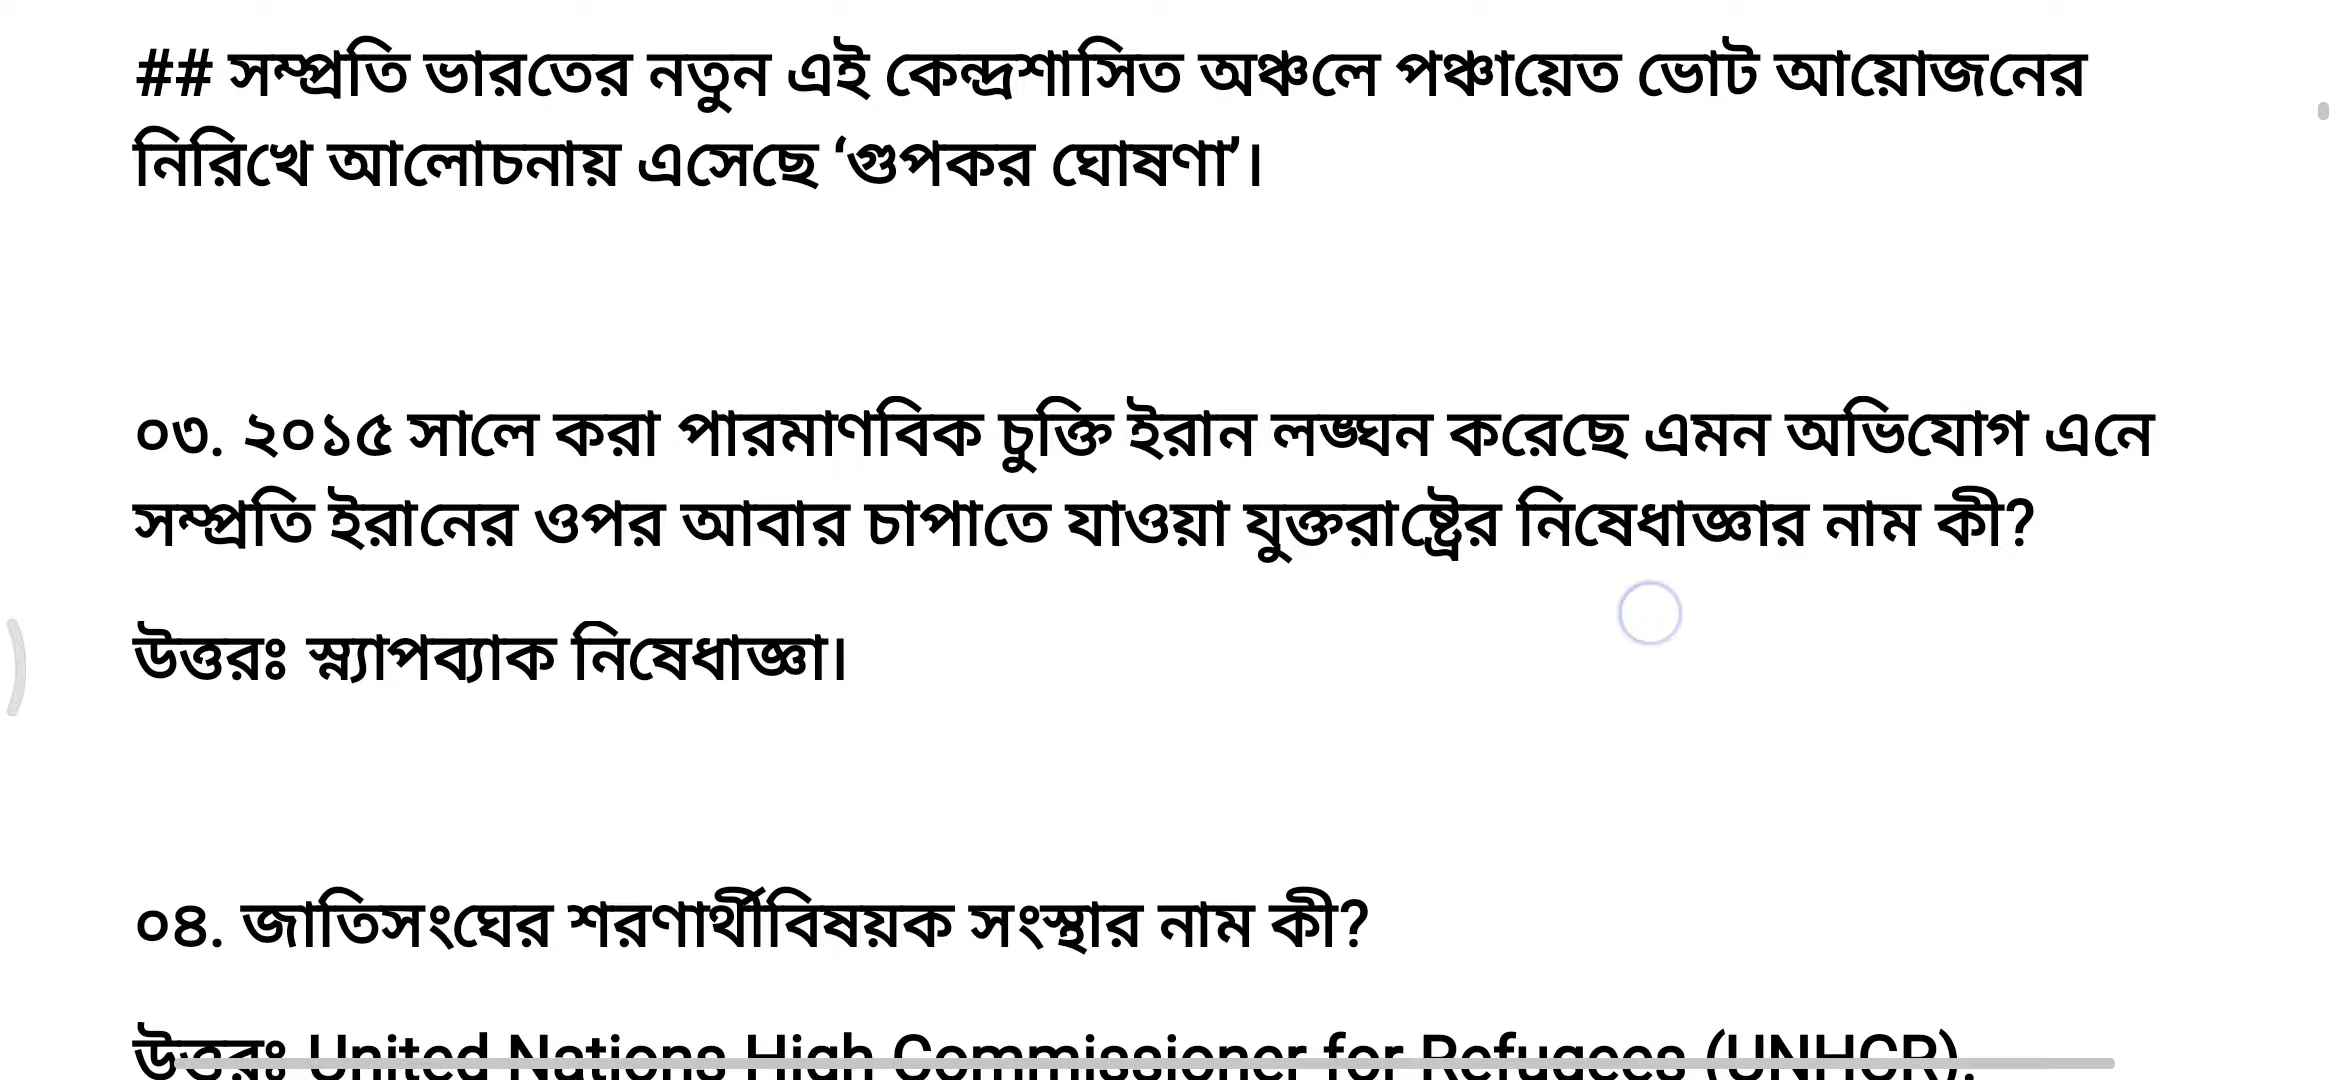 ## সম্প্রতি ভারতের নতুন এই কেন্দ্রশাসিত অঞ্চলে পঞ্চায়েত ভোট আয়োজনের
নিরিখে আলোচনায় এসেছে ‘গুপকর ঘোষণা’।
০৩. ২০১৫ সালে করা পারমাণবিক চুক্তি ইরান লঙ্ঘন করেছে এমন অভিযোগ এনে
সম্প্রতি ইরানের ওপর আবার চাপাতে যাওয়া যুক্তরাষ্ট্রের নিষেধাজ্ঞার নাম কী?
উত্তরঃ স্ন্যাপব্যাক নিষেধাজ্ঞা।
০৪. জাতিসংঘের শরণার্থীবিষয়ক সংস্থার নাম কী?
উত্তরঃ United Nations High Commissioner for Refugees (UNHCR).